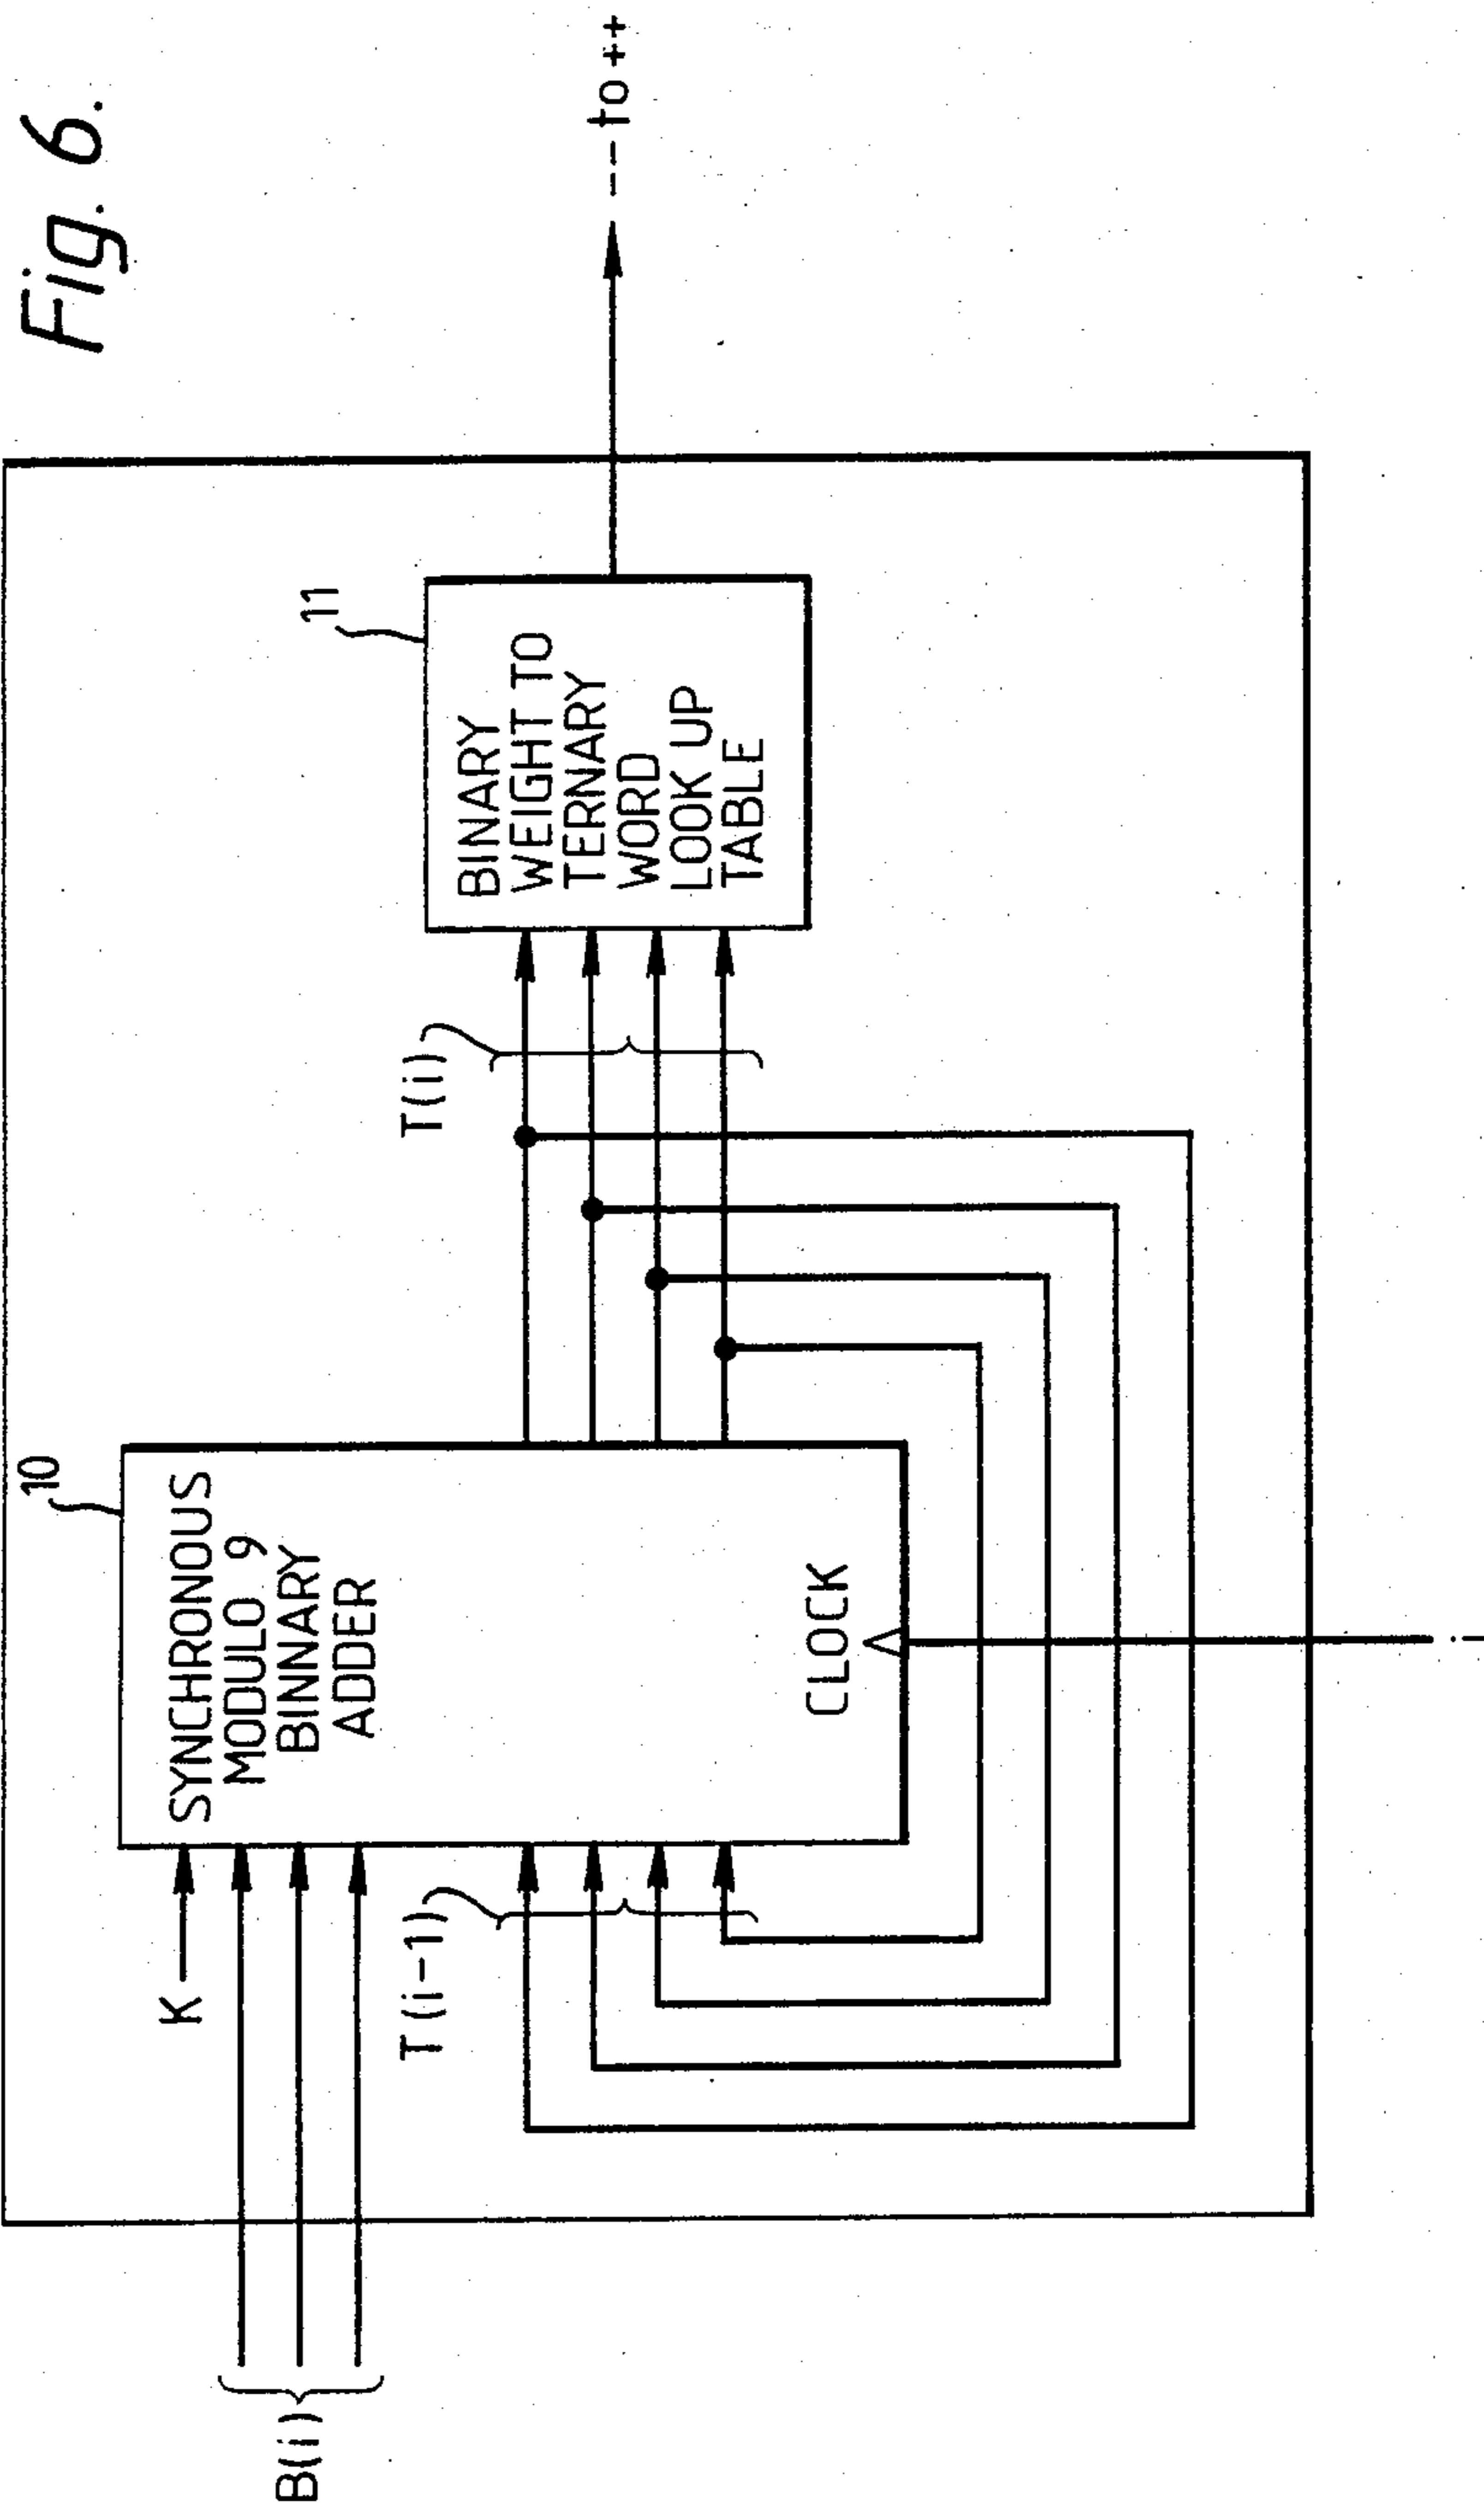 Fig. 6.
B(i)
K
T(i-1)
10
SYNCHRONOUS
MODULO 9
BINARY
ADDER
CLOCK
i
T(i)
11
BINARY
WEIGHT TO
TERNARY
WORD
LOOK UP
TABLE
-- to ++